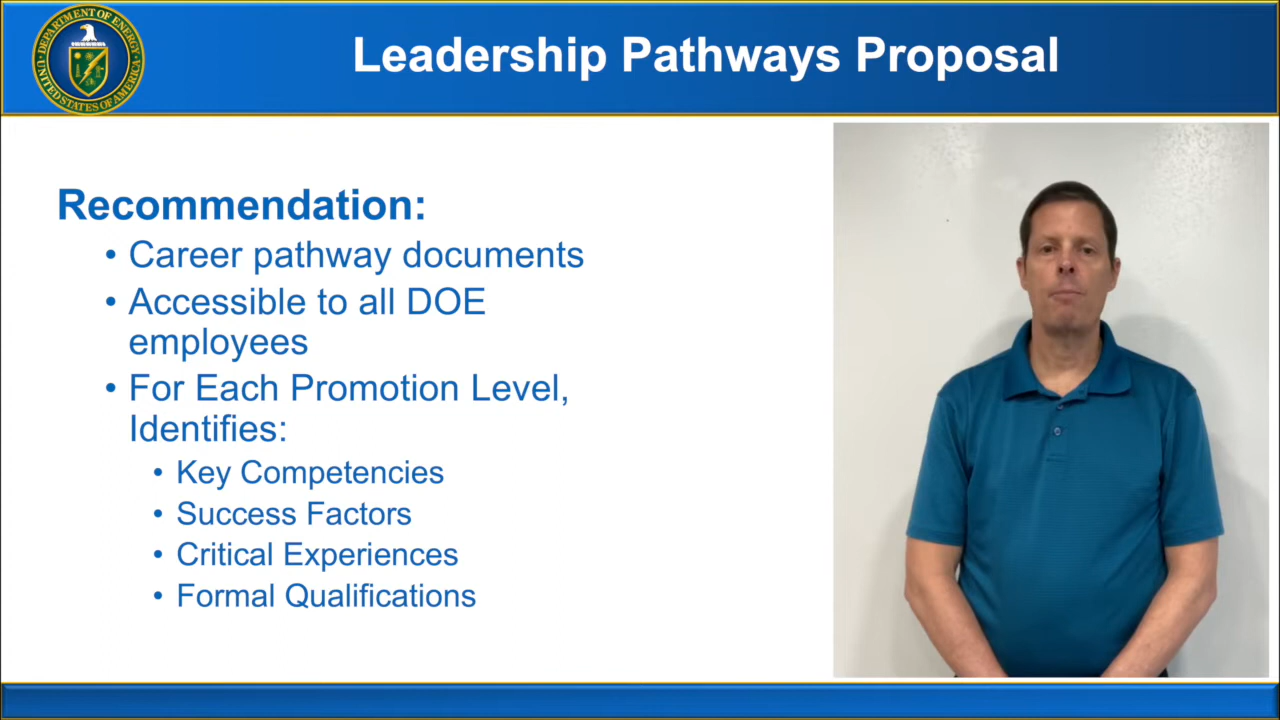 DEPARTMENT OF ENERGY
UNITED STATES OF AMERICA
Leadership Pathways Proposal
Recommendation:
• Career pathway documents
• Accessible to all DOE
employees
• For Each Promotion Level,
Identifies:
• Key Competencies
• Success Factors
• Critical Experiences
• Formal Qualifications